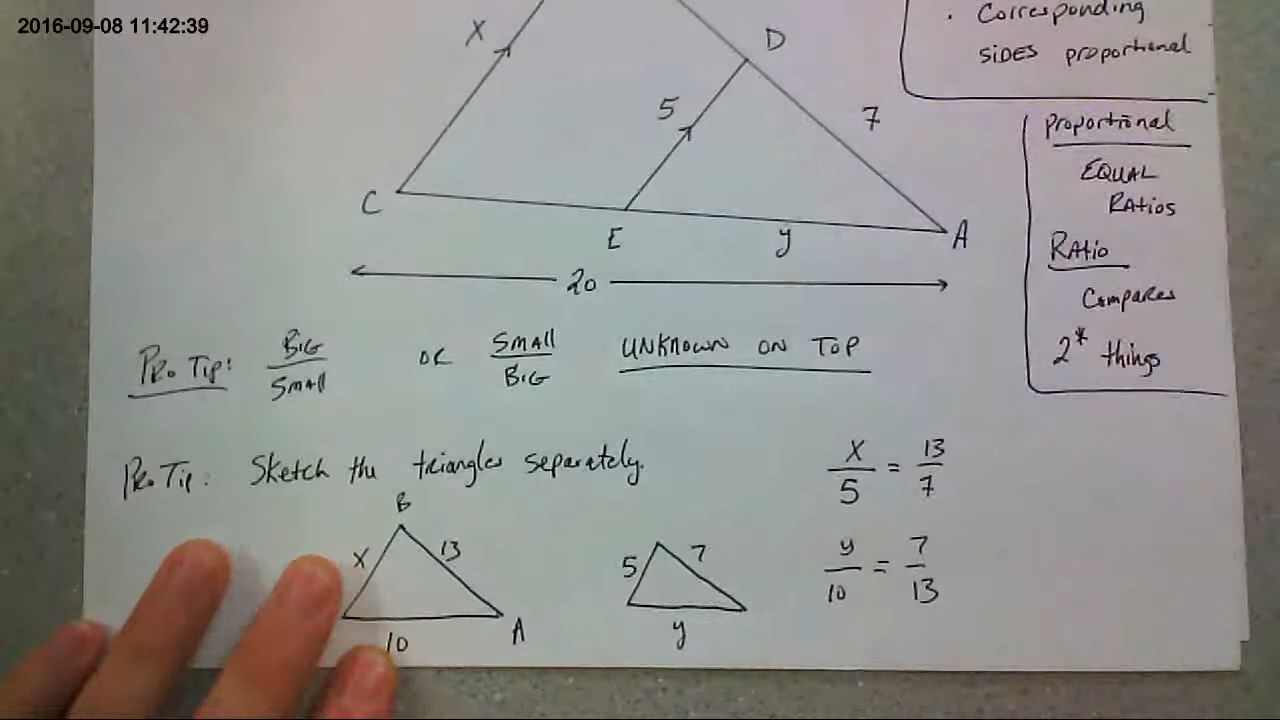 2016-09-08 11:42:39
· Corresponding
SIDES proportional
X
D
5
7
C
E
y
A
20
Proportional
EQUAL
RATIOS
RATIO
Compares
2* things
PRO TIP: BIG/SMALL OR SMALL/BIG UNKNOWN ON TOP
PRO TIP: Sketch the triangles separately.
X/5 = 13/7
B
X
13
10
A
5
7
y
y/10 = 7/13